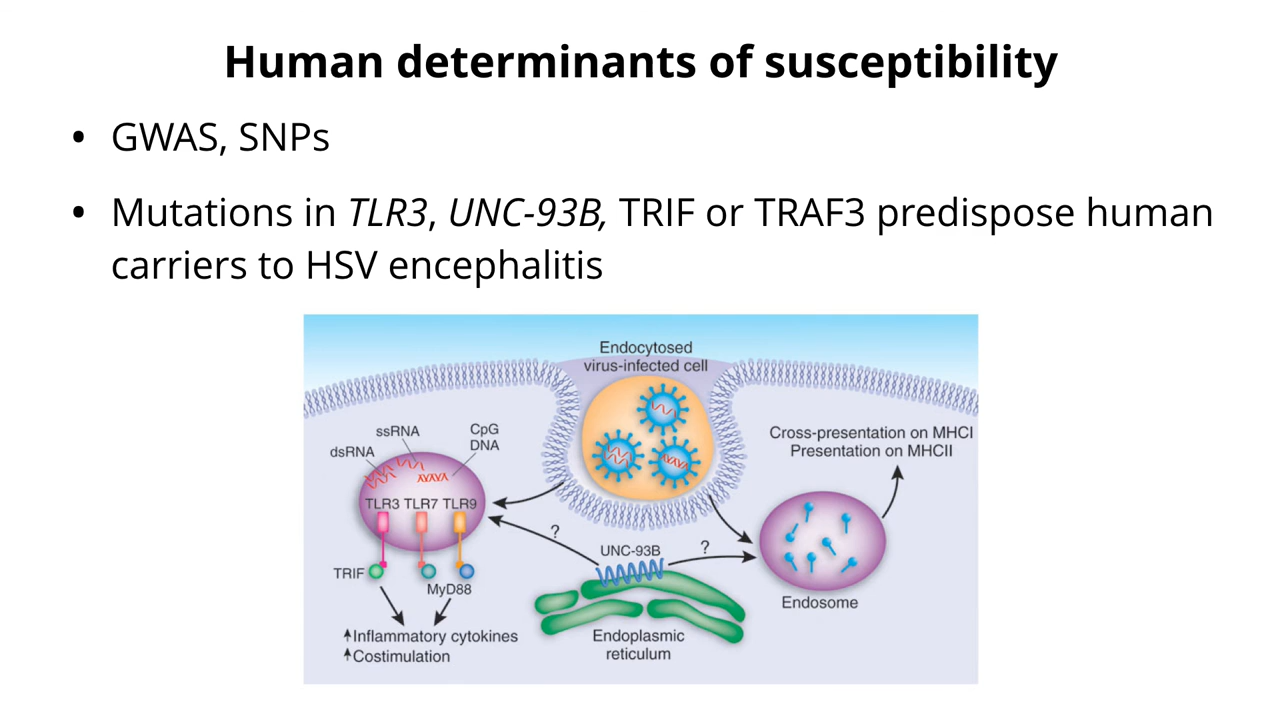 Human determinants of susceptibility
• GWAS, SNPs
• Mutations in TLR3, UNC-93B, TRIF or TRAF3 predispose human
carriers to HSV encephalitis
Endocytosed
virus-infected cell
ssRNA
CpG
DNA
dsRNA
TLR3 TLR7 TLR9
TRIF
MyD88
Inflammatory cytokines
Costimulation
?
UNC-93B
?
Endoplasmic
reticulum
Cross-presentation on MHCI
Presentation on MHCII
Endosome